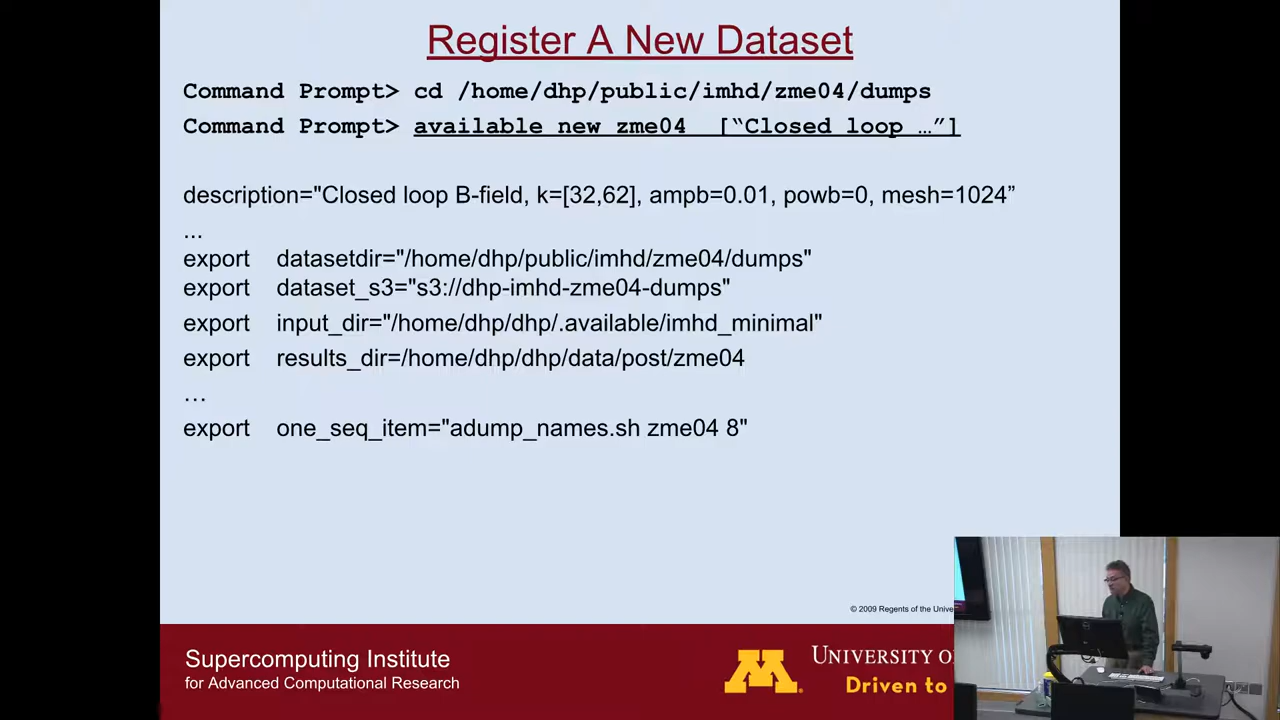 Register A New Dataset
Command Prompt> cd /home/dhp/public/imhd/zme04/dumps
Command Prompt> available new zme04 [“Closed loop …”]
description="Closed loop B-field, k=[32,62], ampb=0.01, powb=0, mesh=1024”
...
export datasetdir="/home/dhp/public/imhd/zme04/dumps"
export dataset_s3="s3://dhp-imhd-zme04-dumps"
export input_dir="/home/dhp/dhp/.available/imhd_minimal"
export results_dir=/home/dhp/dhp/data/post/zme04
…
export one_seq_item="adump_names.sh zme04 8"
© 2009 Regents of the
Supercomputing Institute
for Advanced Computational Research
M
UNIVERSITY
Driven to